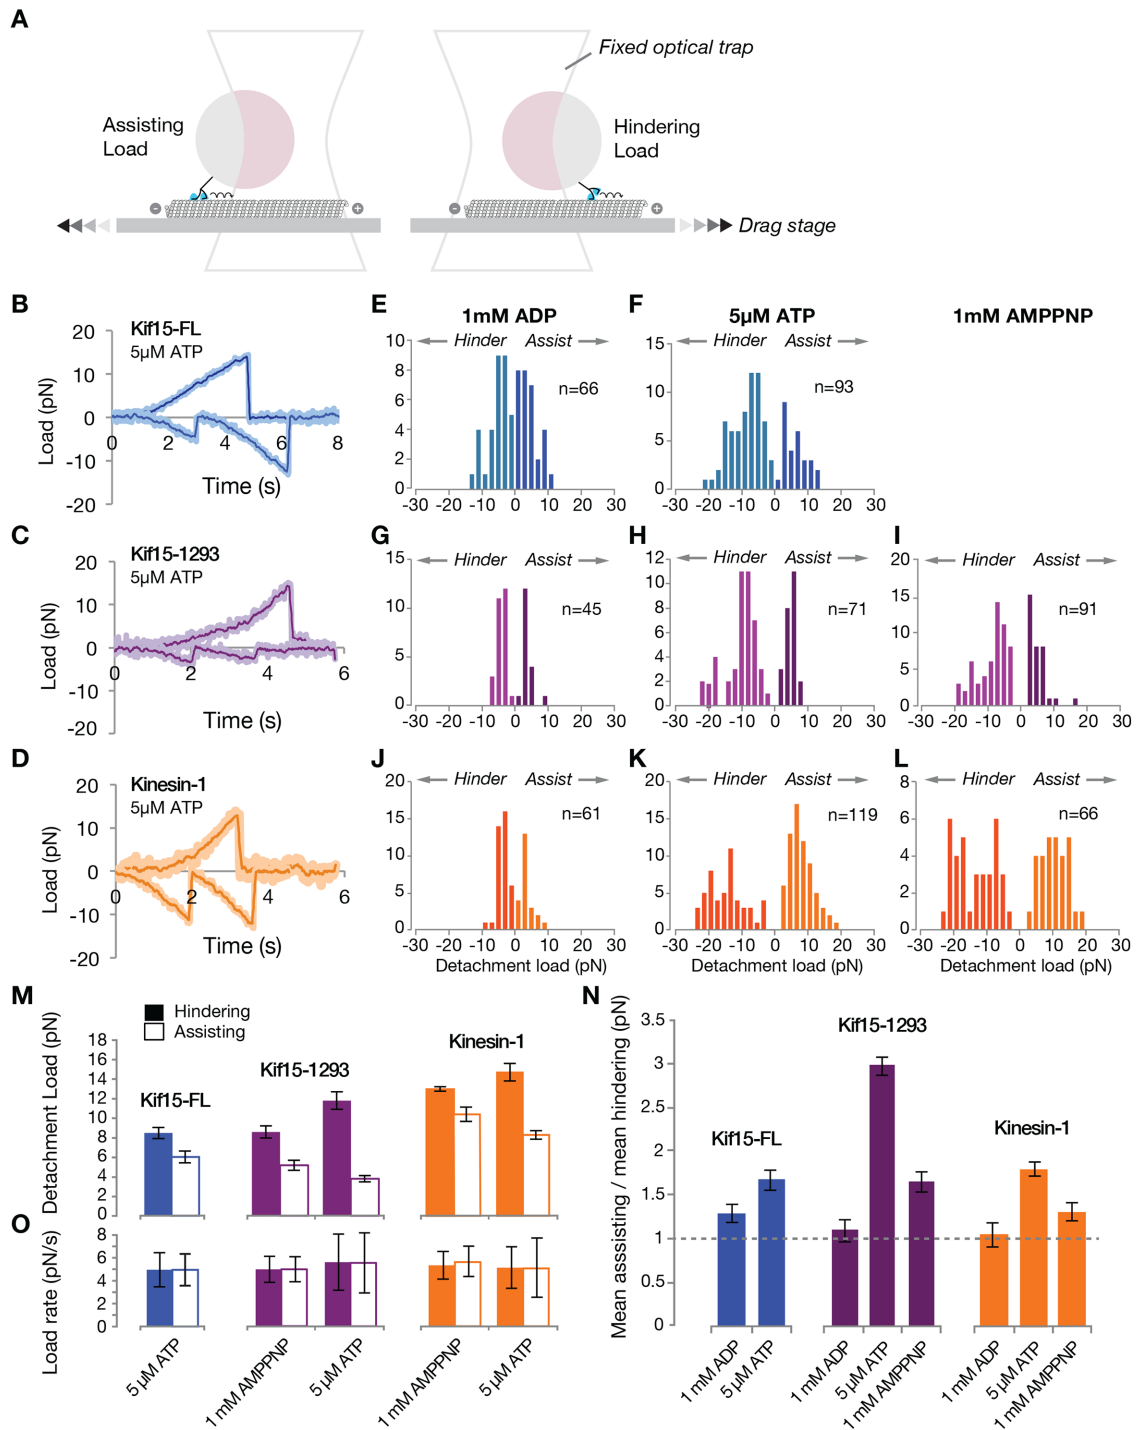 A
Fixed optical trap
Assisting
Load
Hindering
Load
Drag stage
B
Kif15-FL
5µM ATP
20
10
0
-10
-20
0
2
4
6
8
Load (pN)
Time (s)
C
Kif15-1293
5µM ATP
20
10
0
-10
-20
0
2
4
6
Load (pN)
Time (s)
D
Kinesin-1
5µM ATP
20
10
0
-10
-20
0
2
4
6
Load (pN)
Time (s)
E
1mM ADP
Hinder Assist
n=66
10
8
6
4
2
0
-30 -20 -10 0 10 20 30
F
5µM ATP
Hinder Assist
n=93
15
10
5
0
-30 -20 -10 0 10 20 30
1mM AMPPNP
G
Hinder Assist
n=45
15
10
5
0
-30 -20 -10 0 10 20 30
H
Hinder Assist
n=71
12
10
8
6
4
2
0
-30 -20 -10 0 10 20 30
I
Hinder Assist
n=91
20
15
10
5
0
-30 -20 -10 0 10 20 30
J
Hinder Assist
n=61
20
15
10
5
0
-30 -20 -10 0 10 20 30
Detachment load (pN)
K
Hinder Assist
n=119
20
15
10
5
0
-30 -20 -10 0 10 20 30
Detachment load (pN)
L
Hinder Assist
n=66
8
6
4
2
0
-30 -20 -10 0 10 20 30
Detachment load (pN)
M
Hindering
Assisting
Kif15-FL
Kif15-1293
Kinesin-1
18
16
14
12
10
8
6
4
2
0
Detachment Load (pN)
O
8
6
4
2
0
Load rate (pN/s)
5 µM ATP
1 mM AMPPNP
5 µM ATP
1 mM AMPPNP
5 µM ATP
N
Mean asssisting / mean hindering (pN)
3.5
3
2.5
2
1.5
1
0.5
0
Kif15-FL
Kif15-1293
Kinesin-1
1 mM ADP
5 µM ATP
1 mM ADP
5 µM ATP
1 mM AMPPNP
1 mM ADP
5 µM ATP
1 mM AMPPNP